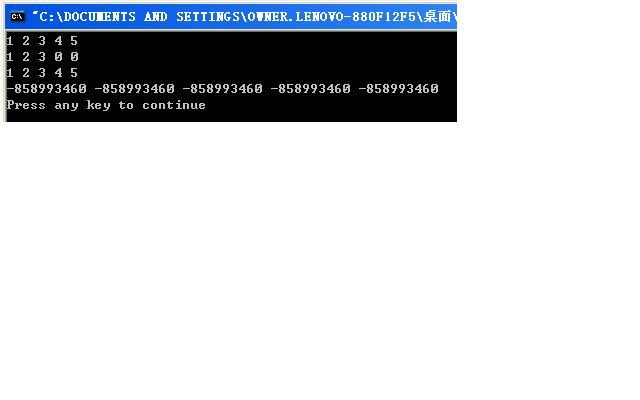 "C:\DOCUMENTS AND SETTINGS\OWNER.LENOVO-880F12F5\桌面\
1 2 3 4 5
1 2 3 0 0
1 2 3 4 5
-858993460 -858993460 -858993460 -858993460 -858993460
Press any key to continue